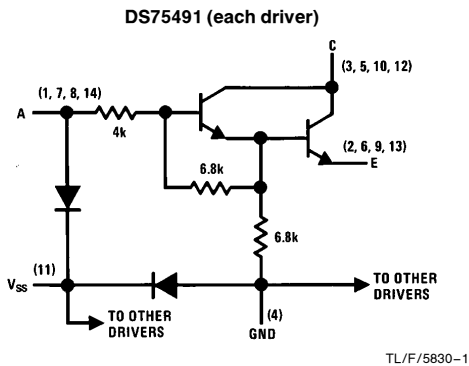 DS75491 (each driver)
C
(3, 5, 10, 12)
(1, 7, 8, 14)
A
4k
(2, 6, 9, 13)
E
6.8k
6.8k
(11)
VSS
TO OTHER
DRIVERS
TO OTHER
DRIVERS
(4)
GND
TL/F/5830–1